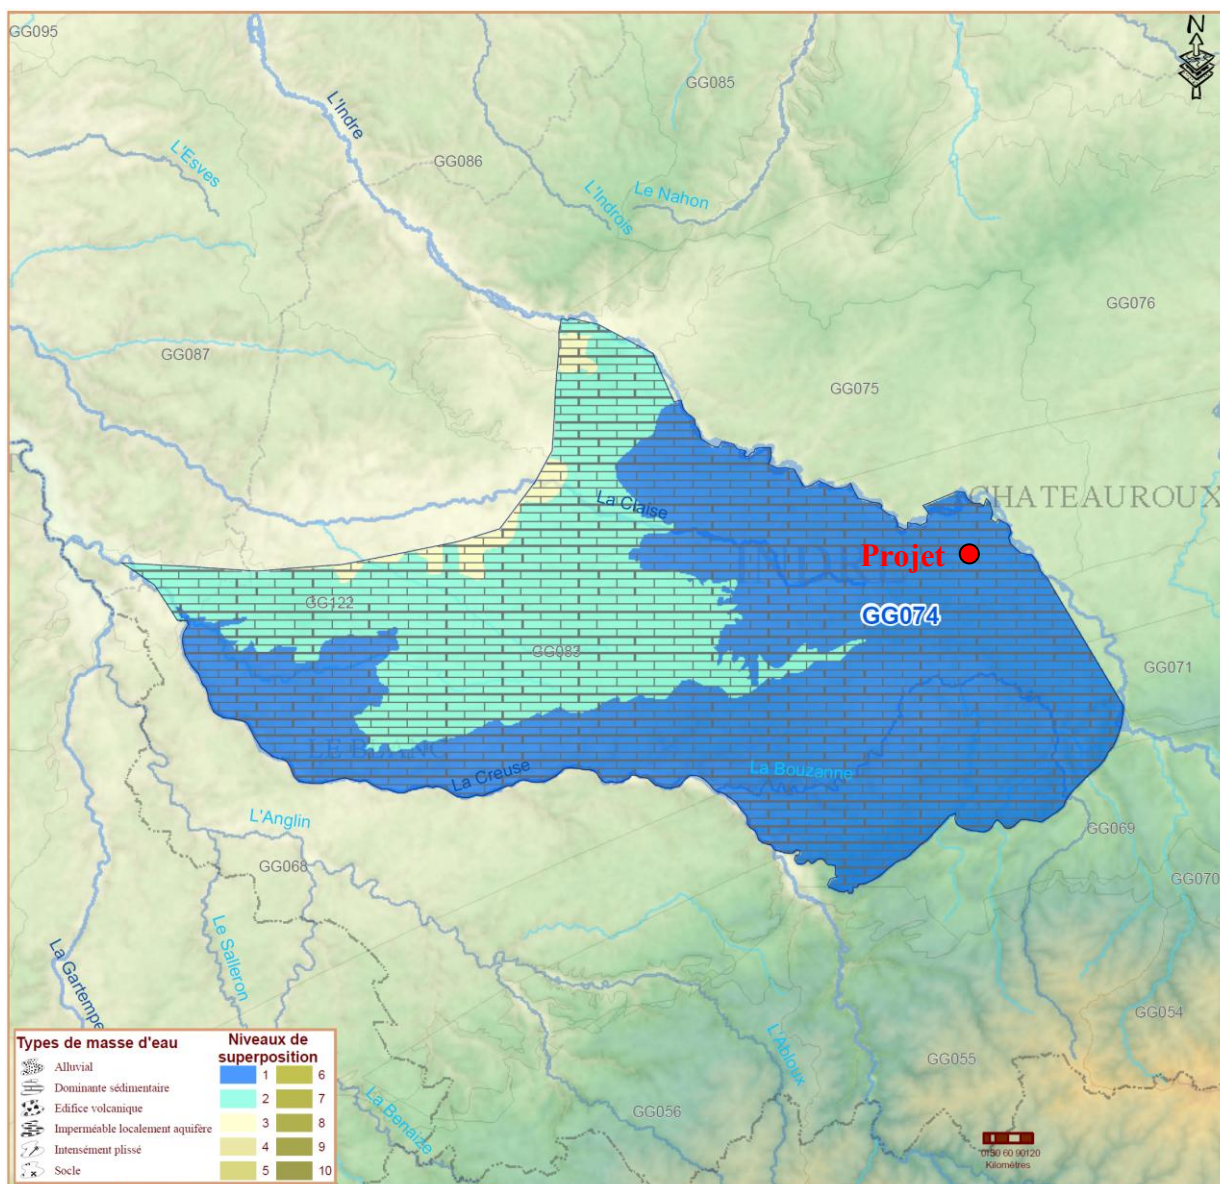 GG095
N
GG085
L'Indre
GG086
L'Esves
Le Nahon
L'Indrois
GG076
GG087
GG075
CHATEAUROUX
La Claise
INDRE
Projet
GG122
GG074
GG083
GG071
LE BLANC
La Creuse
La Bouzanne
L'Anglin
GG069
GG068
GG070
Le Salleron
La Gartempe
GG054
L'Abloux
GG055
La Benaize
GG056
Types de masse d'eau
Alluvial
Dominante sédimentaire
Edifice volcanique
Imperméable localement aquifère
Intensément plissé
Socle
Niveaux de
superposition
1 6
2 7
3 8
4 9
5 10
Kilomètres